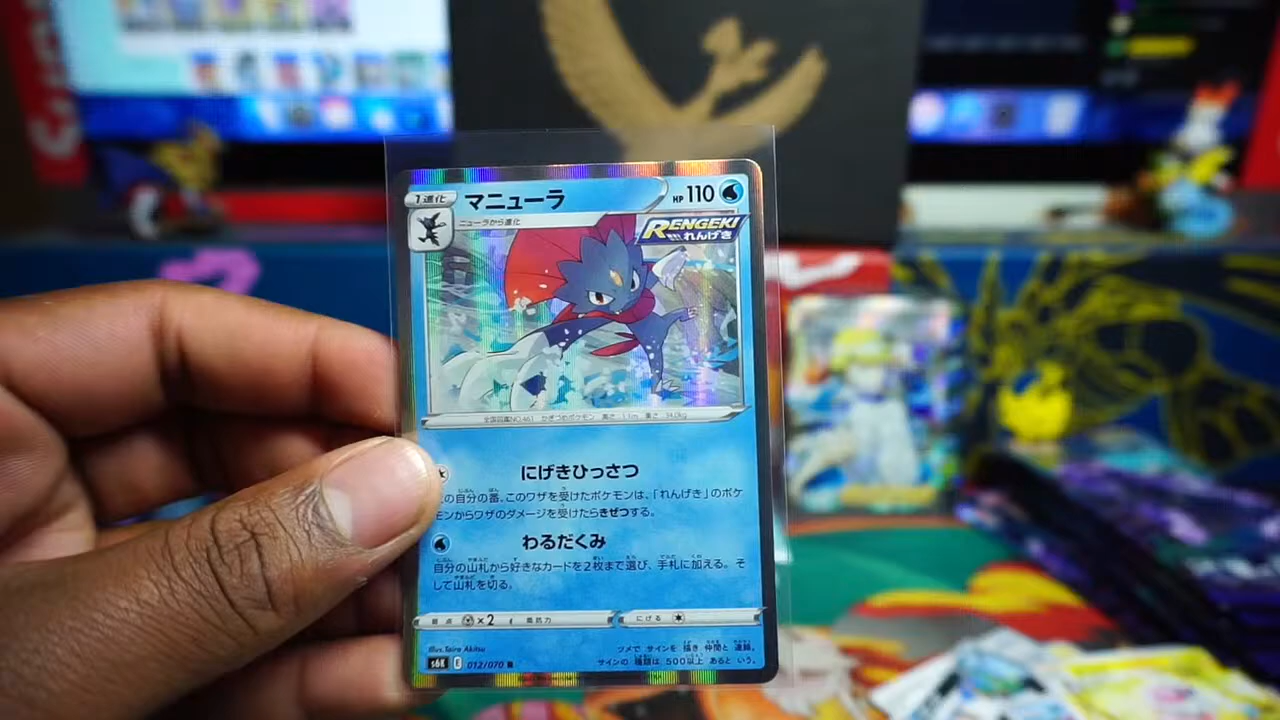 1進化
マニューラ
HP 110
ニューラから進化
RENGEKI
れんげき
全国図鑑NO.461 かぎつめポケモン 高さ:1.1m 重さ:34.0kg
にげきひっさつ
の自分の番、このワザを受けたポケモンは、「れんげき」のポケ
モンからワザのダメージを受けたらきぜつする。
わるだくみ
自分の山札から好きなカードを2枚まで選び、手札に加える。そ
して山札を切る。
弱点 ×2 抵抗力 にげる
Illus. Taira Akitsu
ツメで サインを 描き 仲間と 連絡。
サインの 種類は 500以上 あると いう。
s6K 012/070 R